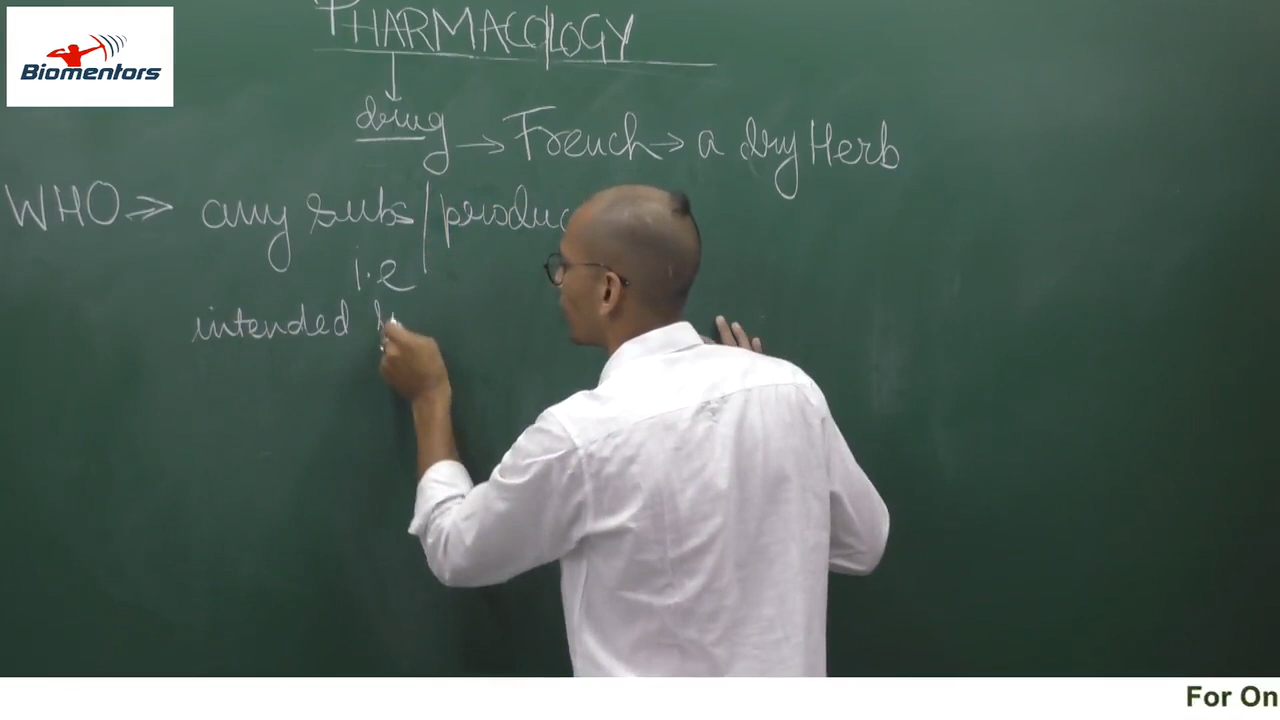 Biomentors
PHARMACOLOGY
↓
drug → French → a dry Herb
WHO => any subs/produc
i.e
intended
For On